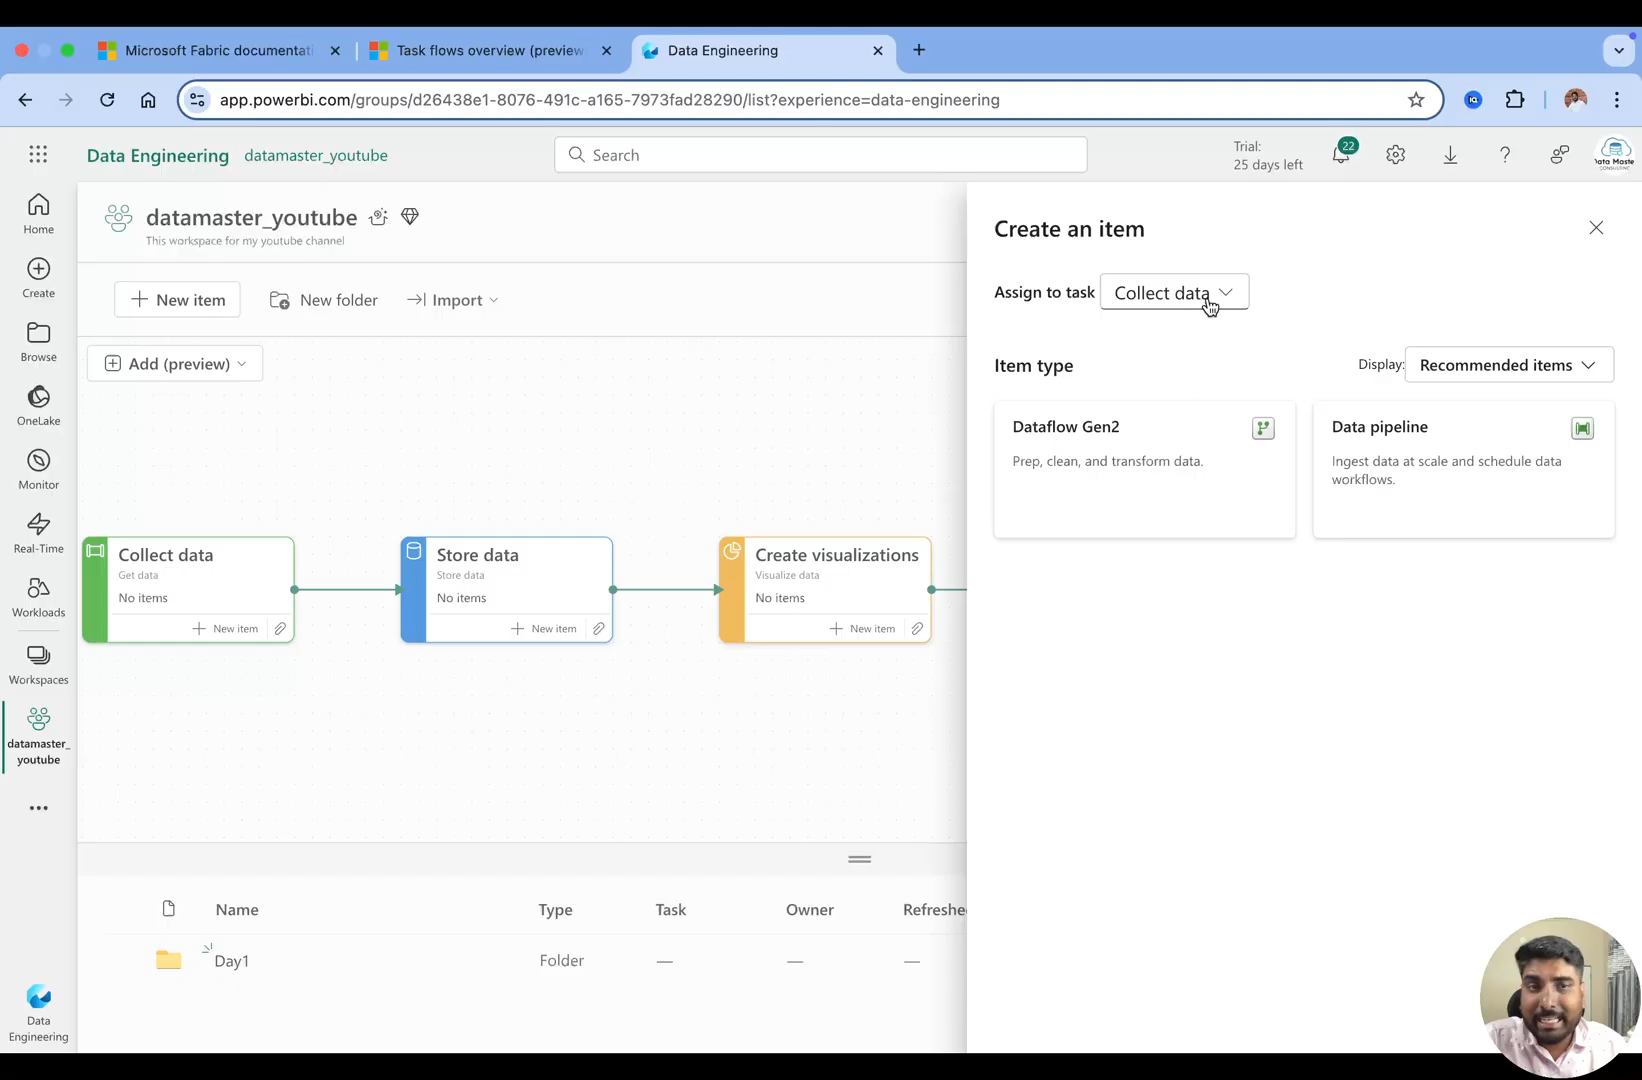 Microsoft Fabric documentati
Task flows overview (preview
Data Engineering
app.powerbi.com/groups/d26438e1-8076-491c-a165-7973fad28290/list?experience=data-engineering
Data Engineering
datamaster_youtube
Search
Trial:
25 days left
22
Data Maste
CONSULTING
Home
Create
Browse
OneLake
Monitor
Real-Time
Workloads
Workspaces
datamaster_
youtube
Data
Engineering
datamaster_youtube
This workspace for my youtube channel
New item
New folder
Import
Add (preview)
Collect data
Get data
No items
New item
Store data
Store data
No items
New item
Create visualizations
Visualize data
No items
New item
Name
Type
Task
Owner
Refreshe
Day1
Folder
—
—
—
Create an item
Assign to task
Collect data
Item type
Display:
Recommended items
Dataflow Gen2
Prep, clean, and transform data.
Data pipeline
Ingest data at scale and schedule data
workflows.